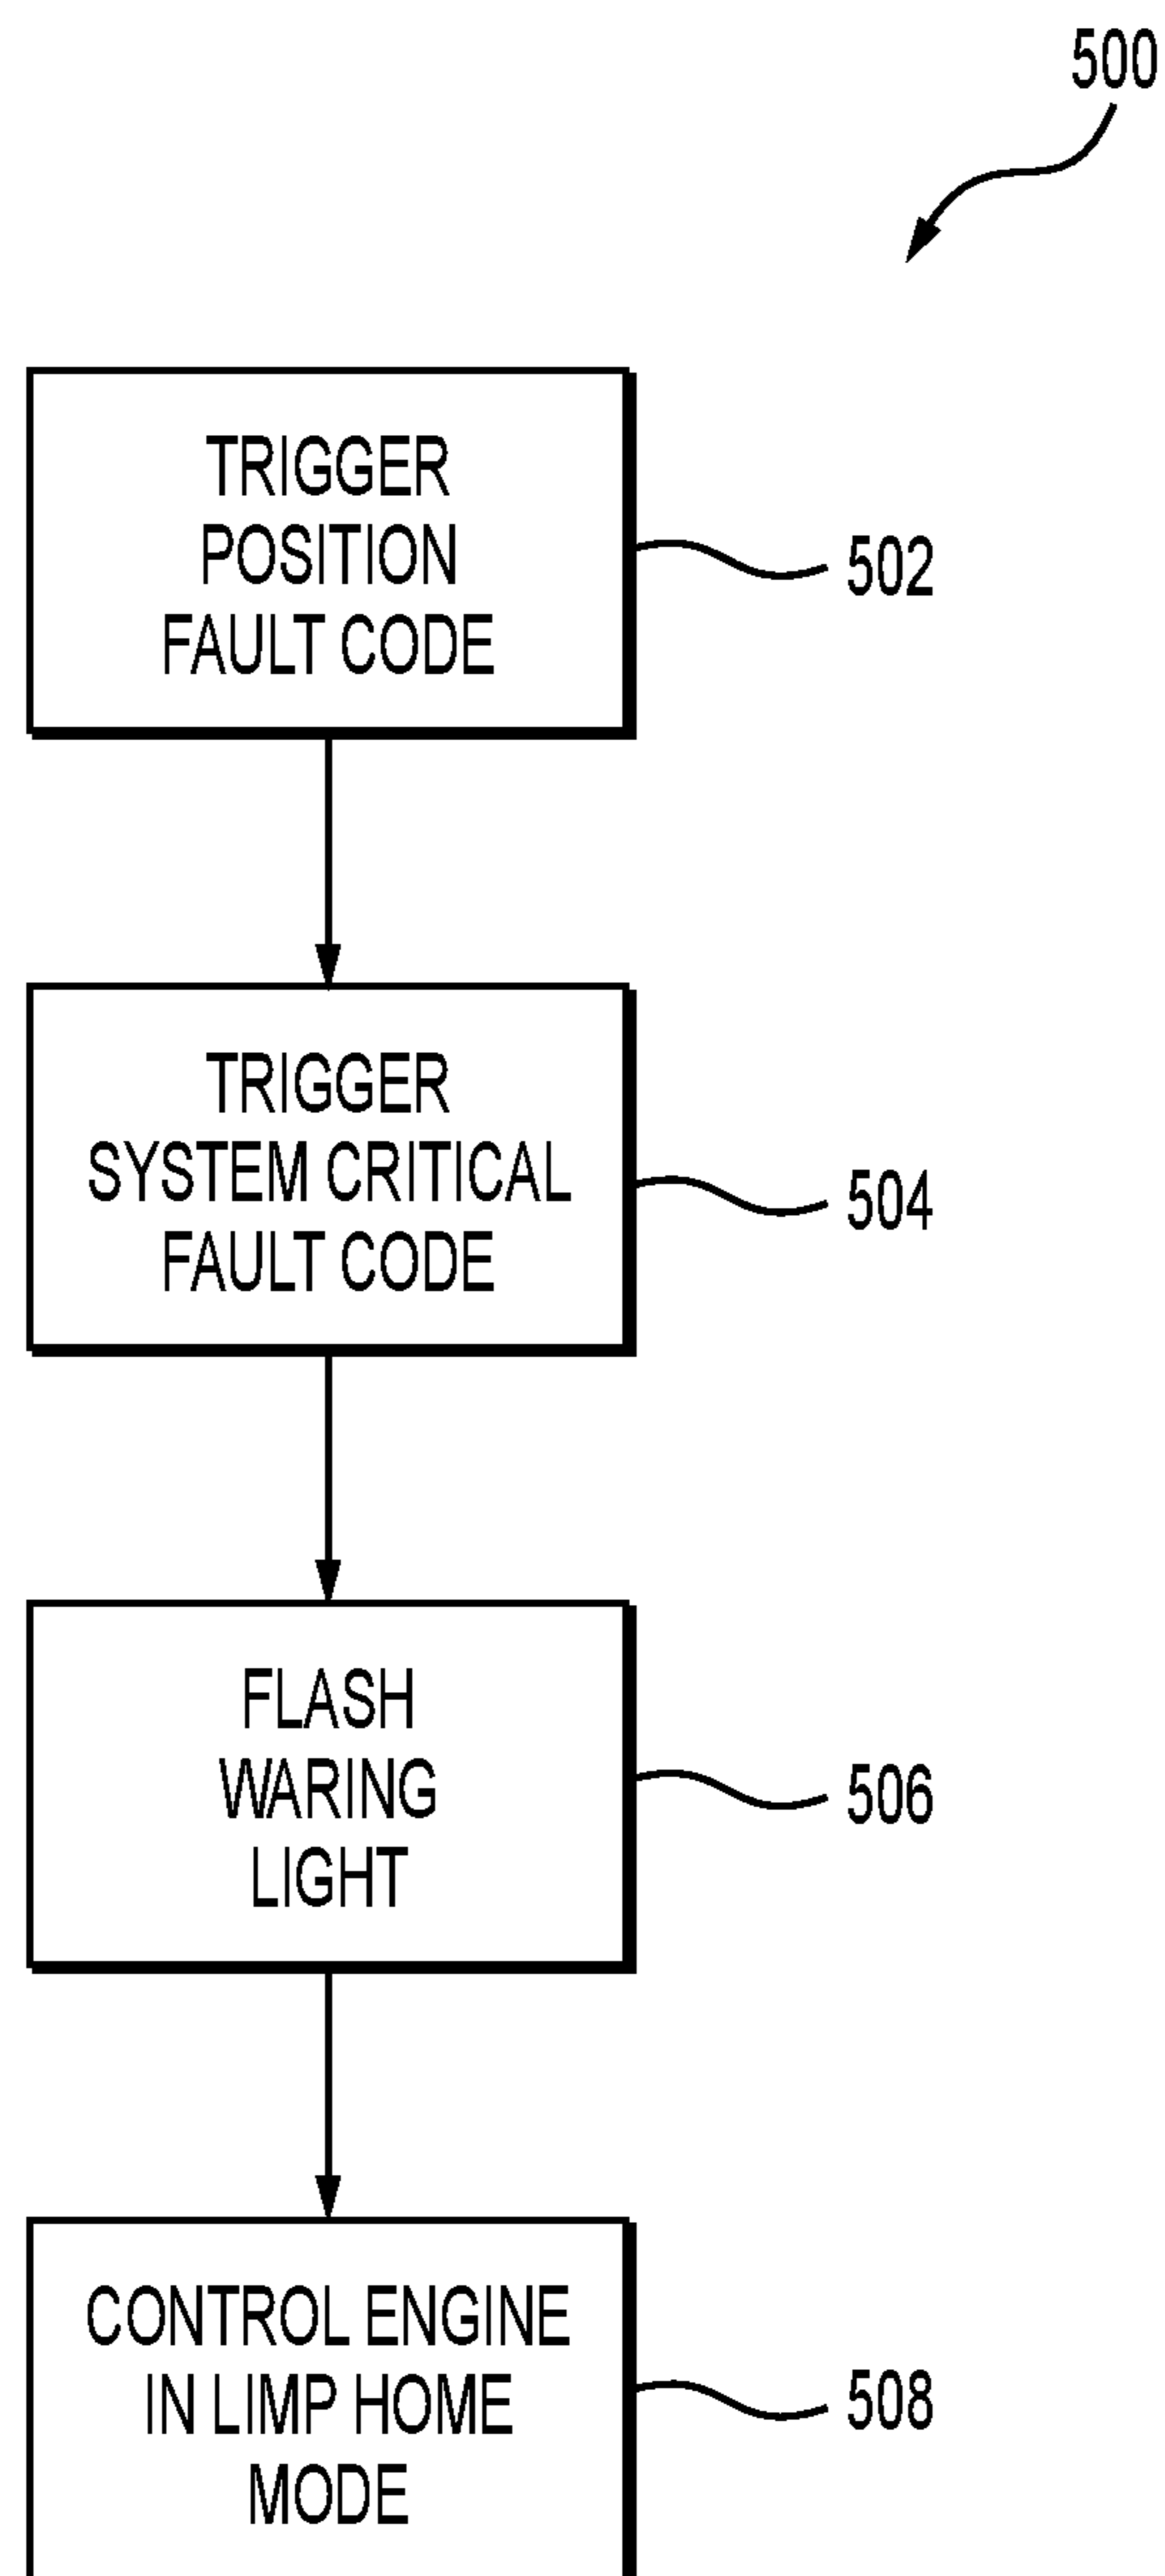 500
TRIGGER
POSITION
FAULT CODE
502
TRIGGER
SYSTEM CRITICAL
FAULT CODE
504
FLASH
WARING
LIGHT
506
CONTROL ENGINE
IN LIMP HOME
MODE
508